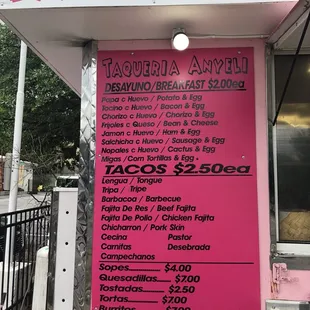 TAQUERIA ANYELI
DESAYUNO/BREAKFAST $2.00ea
Papa c Huevo / Potato & Egg
Tocino c Huevo / Bacon & Egg
Chorizo c Huevo / Chorizo & Egg
Frijoles c Queso / Bean & Cheese
Jamon c Huevo / Ham & Egg
Salchicha c Huevo / Sausage & Egg
Nopales c Huevo / Cactus & Egg
Migas / Corn Tortillas & Egg
TACOS $2.50ea
Lengua / Tongue
Tripa / Tripe
Barbacoa / Barbecue
Fajita De Res / Beef Fajita
Fajita De Pollo / Chicken Fajita
Chicharron / Pork Skin
Cecina Pastor
Carnitas Desebrada
Campechanos
Sopes $4.00
Quesadillas $7.00
Tostadas $2.50
Tortas $7.00
Burritos $7.00